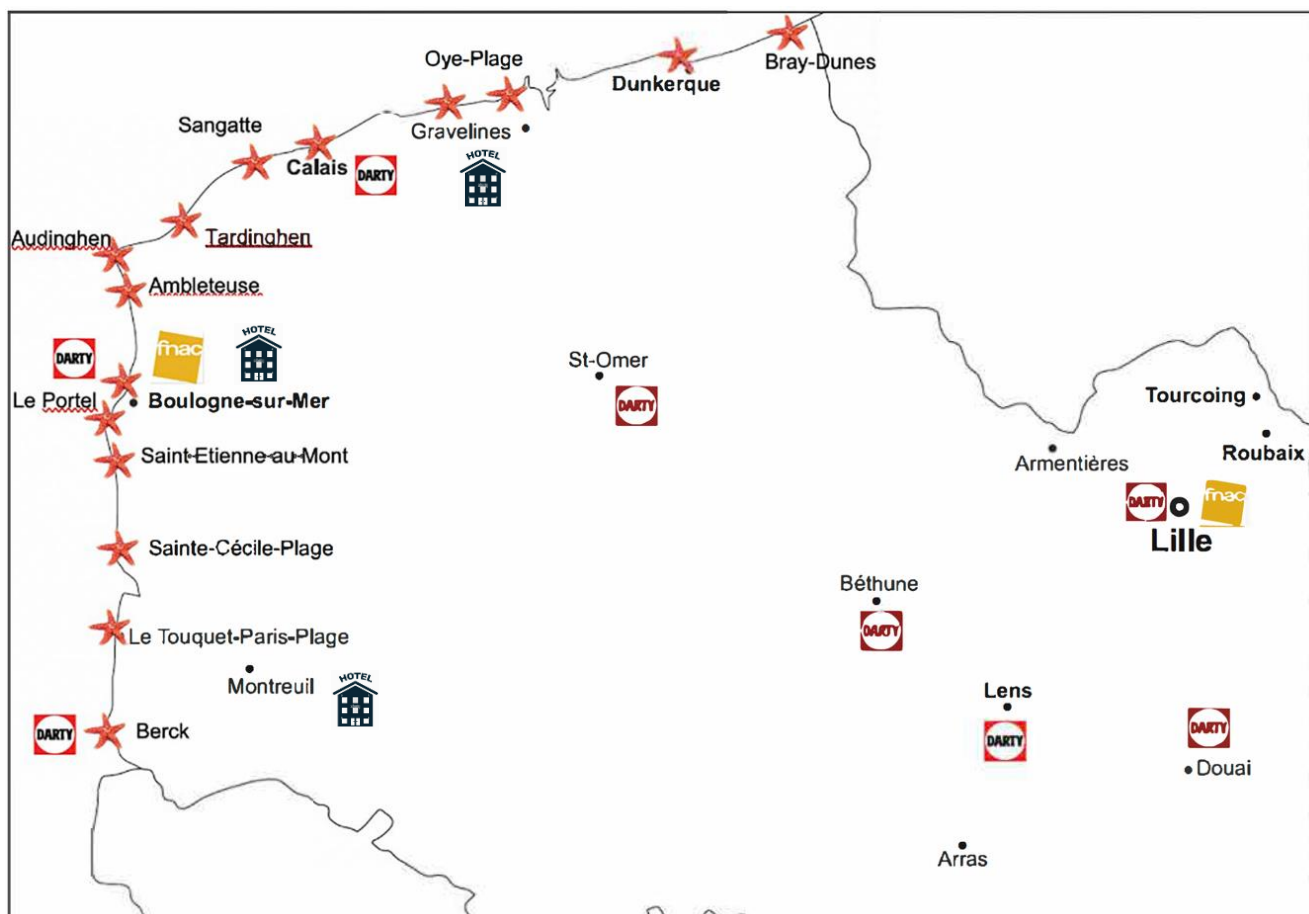 Oye-Plage
Bray-Dunes
Dunkerque
Sangatte
Gravelines
HOTEL
Calais
DARTY
Audinghen
Tardinghen
Ambleteuse
HOTEL
DARTY
fnac
St-Omer
DARTY
Le Portel
Boulogne-sur-Mer
Tourcoing
Roubaix
Saint-Etienne-au-Mont
Armentières
DARTY
fnac
Lille
Sainte-Cécile-Plage
Béthune
DARTY
Le Touquet-Paris-Plage
Montreuil
HOTEL
Lens
DARTY
DARTY
Berck
DARTY
Douai
Arras